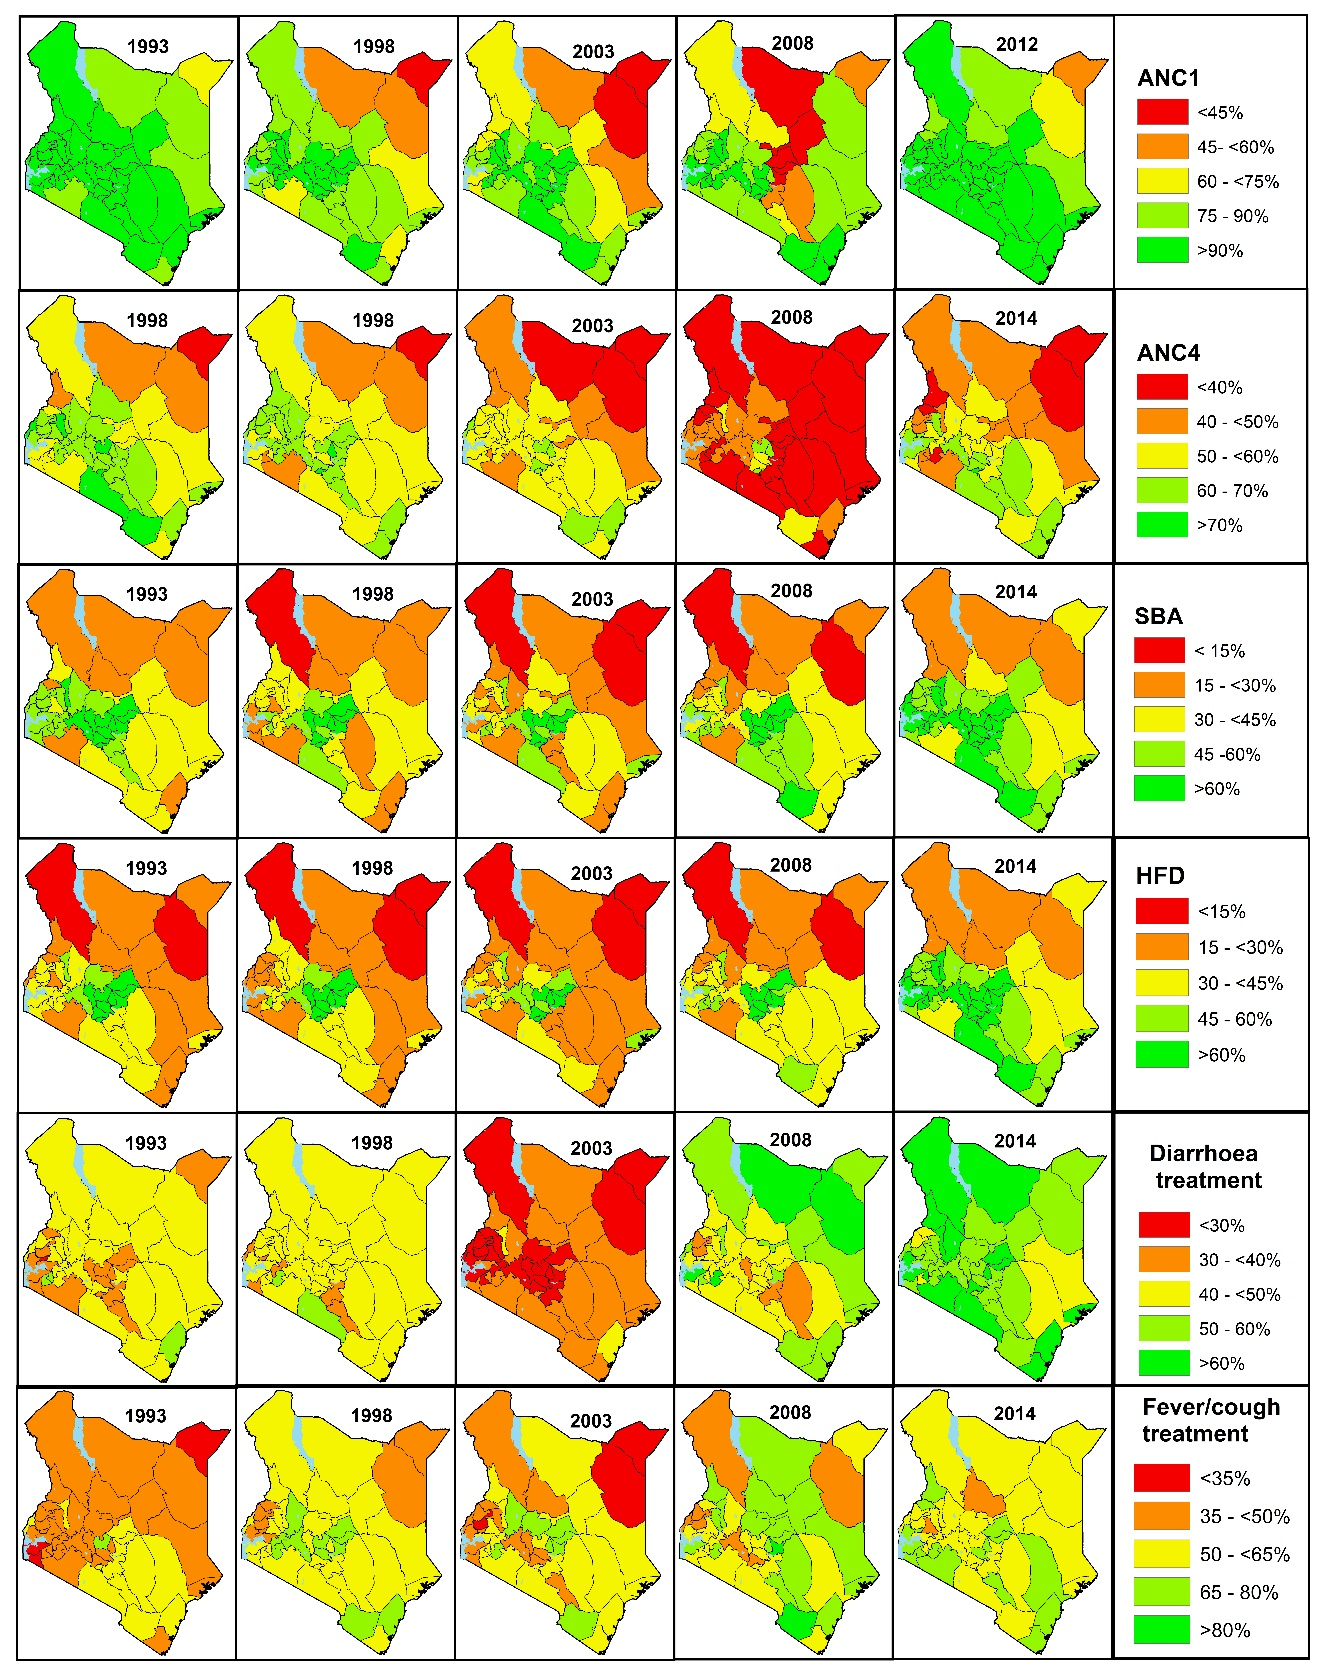 1993
1998
2003
2008
2012
ANC1
<45%
45- <60%
60 - <75%
75 - 90%
>90%
1998
1998
2003
2008
2014
ANC4
<40%
40 - <50%
50 - <60%
60 - 70%
>70%
1993
1998
2003
2008
2014
SBA
< 15%
15 - <30%
30 - <45%
45 -60%
>60%
1993
1998
2003
2008
2014
HFD
<15%
15 - <30%
30 - <45%
45 - 60%
>60%
1993
1998
2003
2008
2014
Diarrhoea
treatment
<30%
30 - <40%
40 - <50%
50 - 60%
>60%
1993
1998
2003
2008
2014
Fever/cough
treatment
<35%
35 - <50%
50 - <65%
65 - 80%
>80%